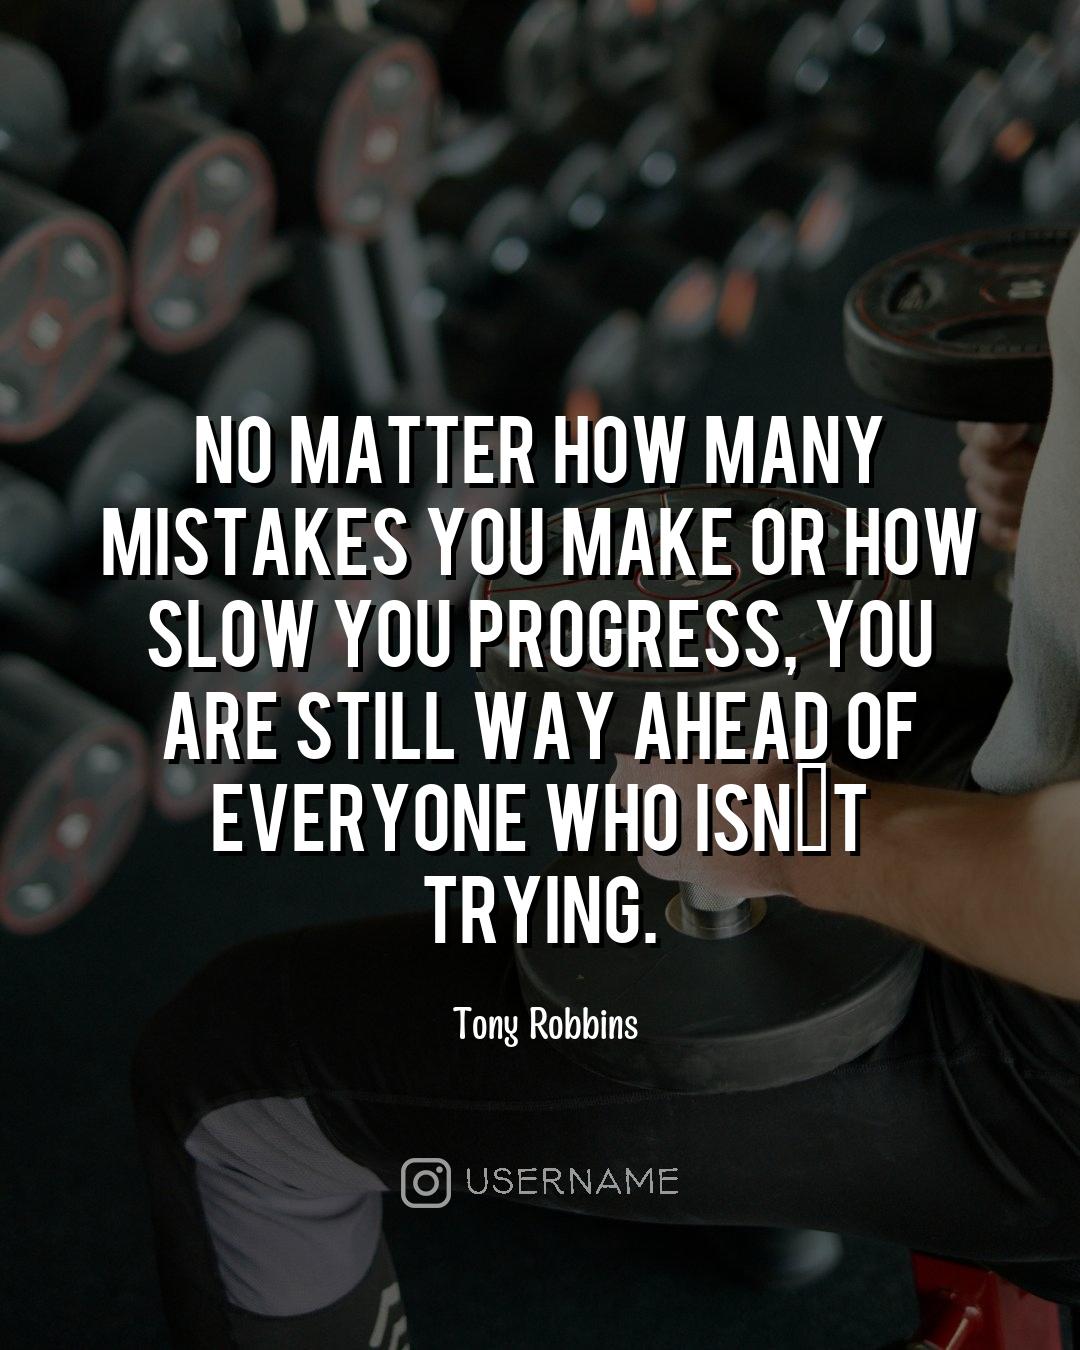 NO MATTER HOW MANY
MISTAKES YOU MAKE OR HOW
SLOW YOU PROGRESS, YOU
ARE STILL WAY AHEAD OF
EVERYONE WHO ISN▯T
TRYING.
Tony Robbins
USERNAME